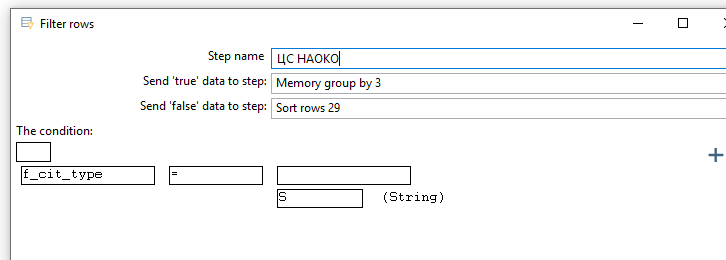 Filter rows
Step name ЦС НАОКО
Send 'true' data to step: Memory group by 3
Send 'false' data to step: Sort rows 29
The condition:
f_cit_type =
S (String)